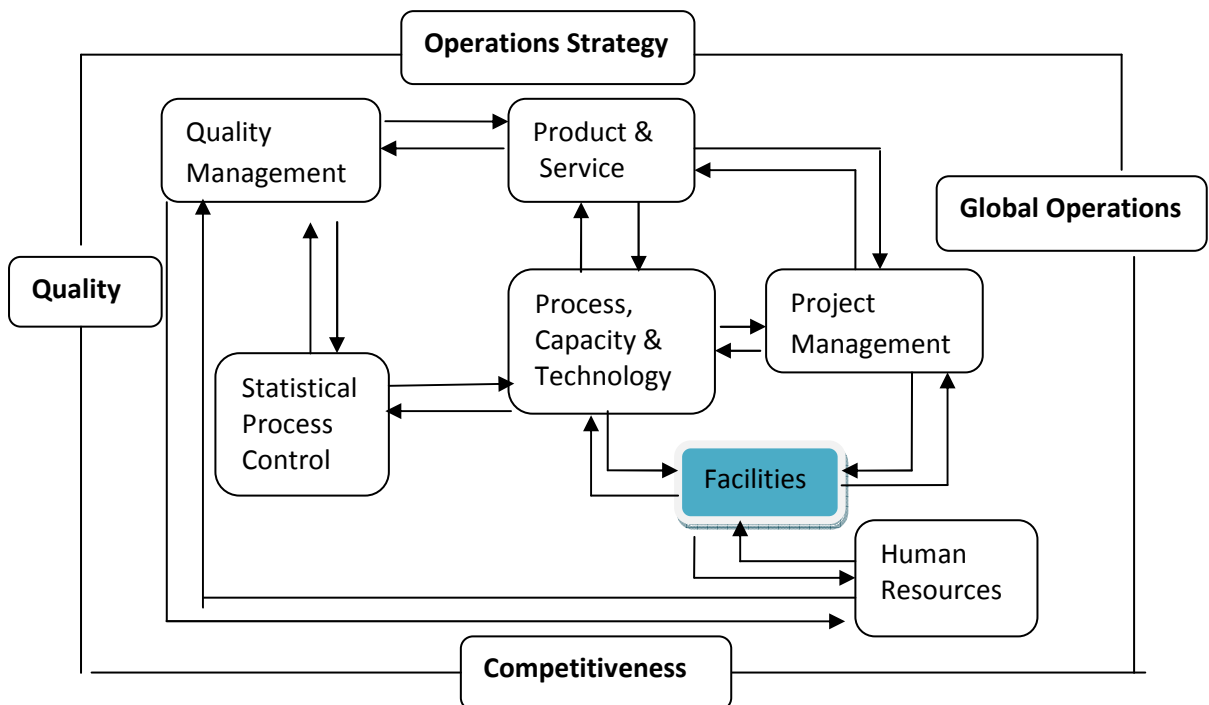 Operations Strategy
Quality
Management
Product &
Service
Global Operations
Quality
Process,
Capacity &
Technology
Project
Management
Statistical
Process
Control
Facilities
Human
Resources
Competitiveness